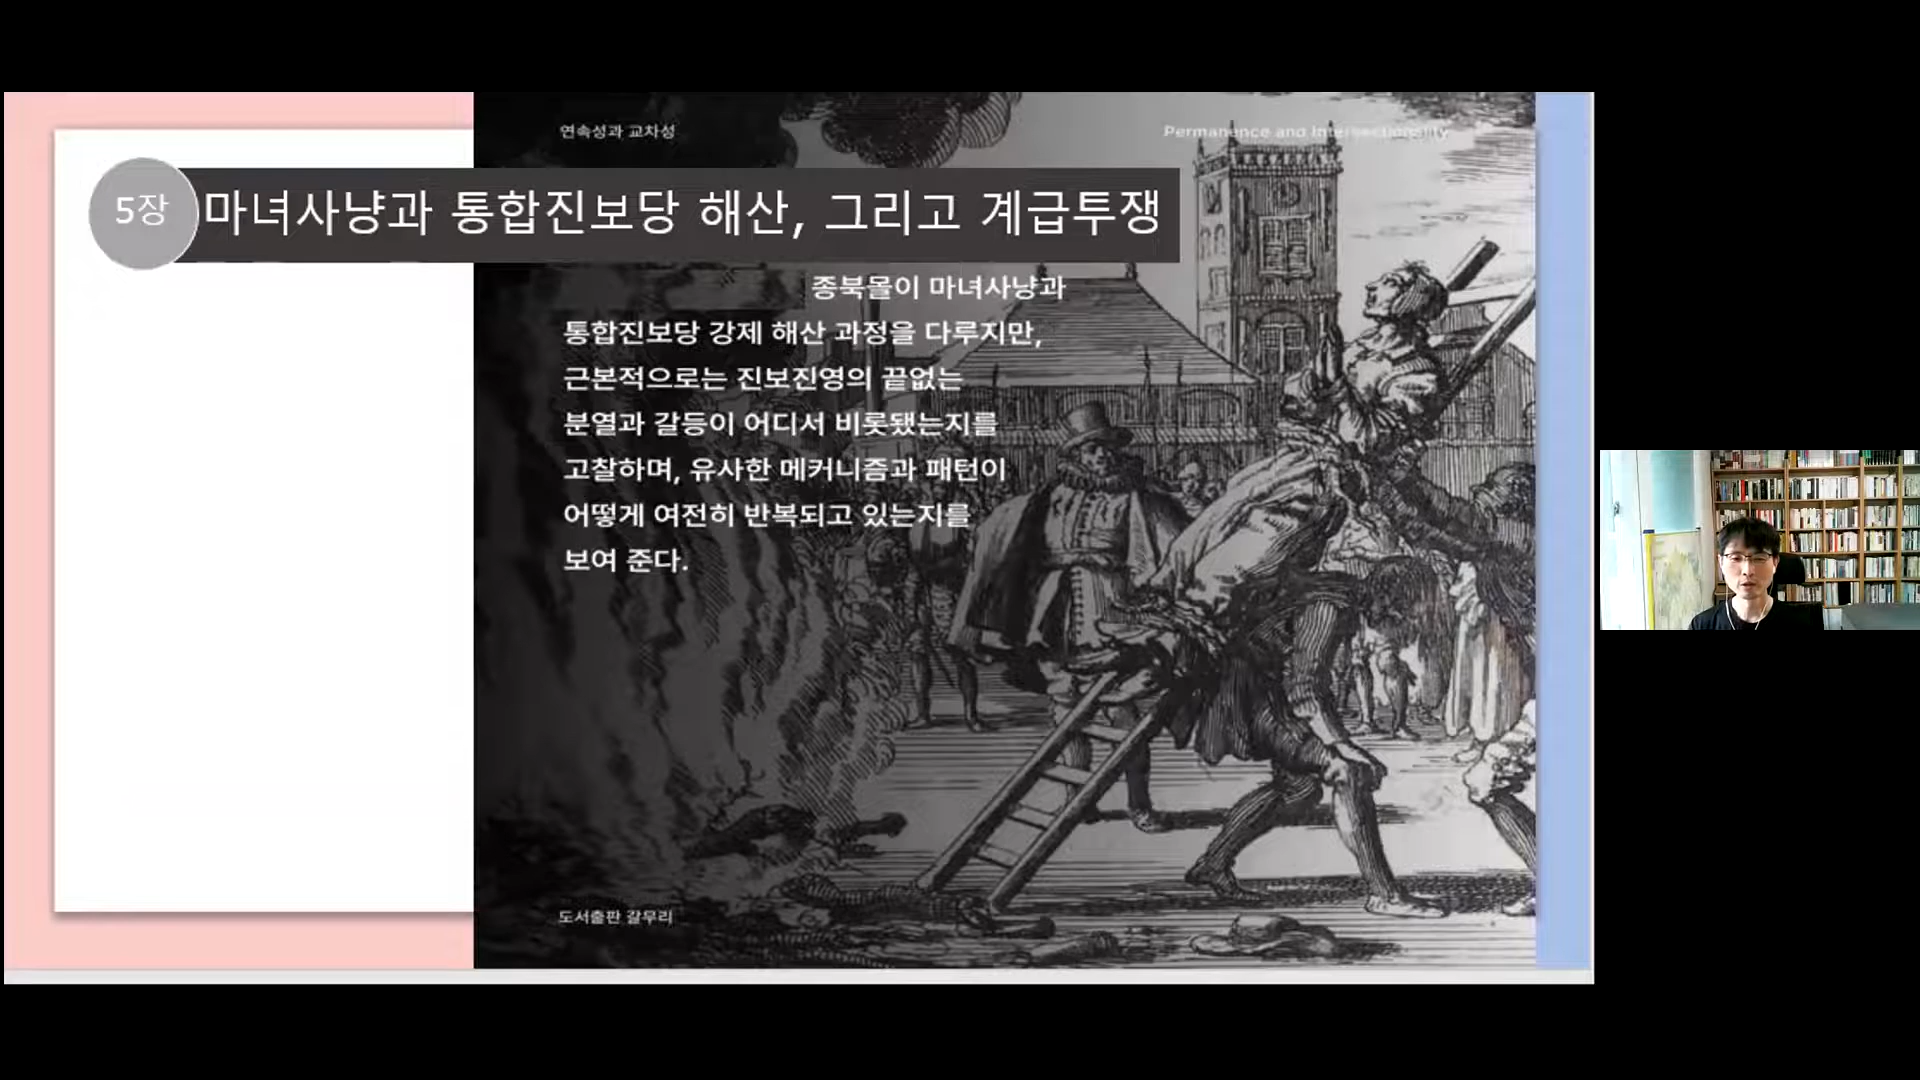 연속성과 교차성
Permanence and Intersectionality
5장
마녀사냥과 통합진보당 해산, 그리고 계급투쟁
종북몰이 마녀사냥과
통합진보당 강제 해산 과정을 다루지만,
근본적으로는 진보진영의 끝없는
분열과 갈등이 어디서 비롯됐는지를
고찰하며, 유사한 메커니즘과 패턴이
어떻게 여전히 반복되고 있는지를
보여 준다.
도서출판 갈무리